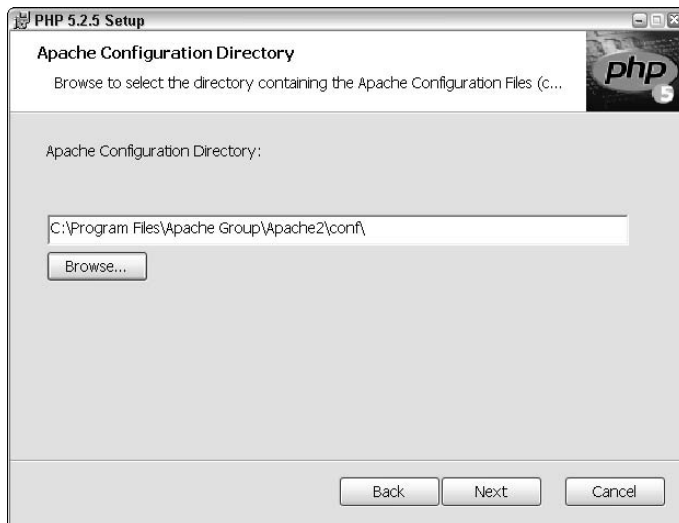 PHP 5.2.5 Setup
Apache Configuration Directory
Browse to select the directory containing the Apache Configuration Files (c...
php
5
Apache Configuration Directory:
C:\Program Files\Apache Group\Apache2\conf\
Browse...
Back
Next
Cancel